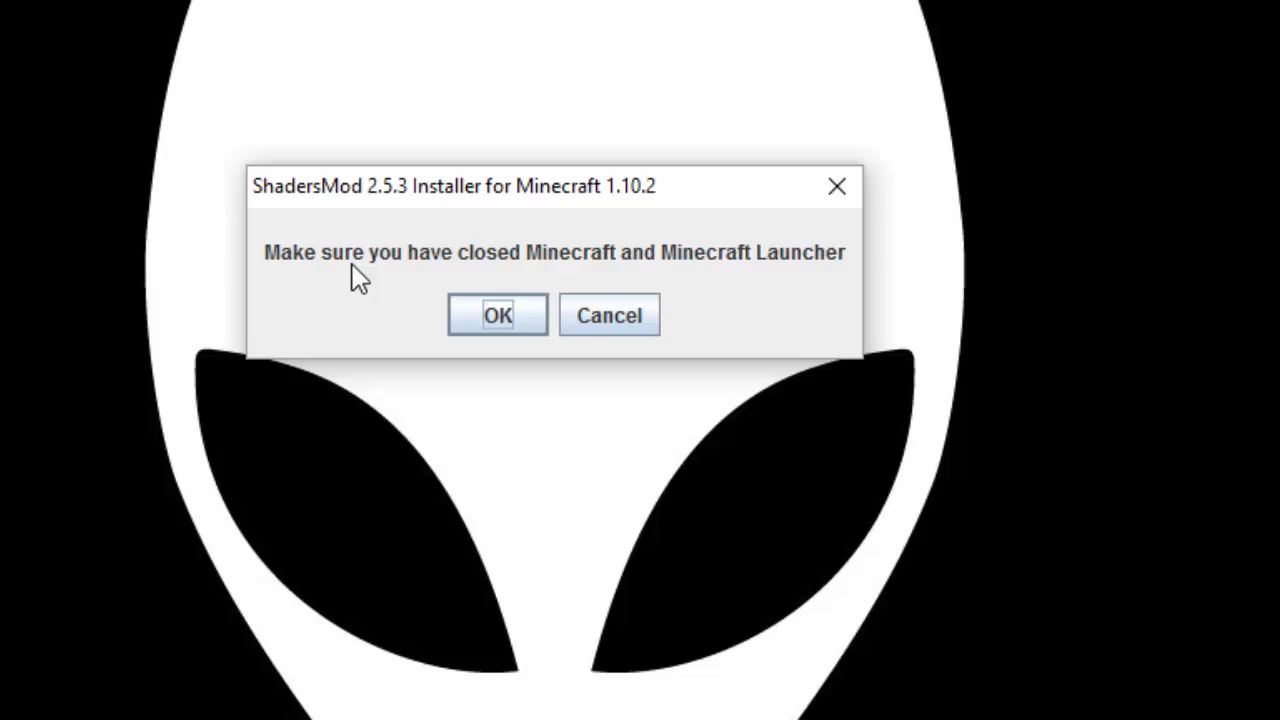 ShadersMod 2.5.3 Installer for Minecraft 1.10.2
Make sure you have closed Minecraft and Minecraft Launcher
OK Cancel